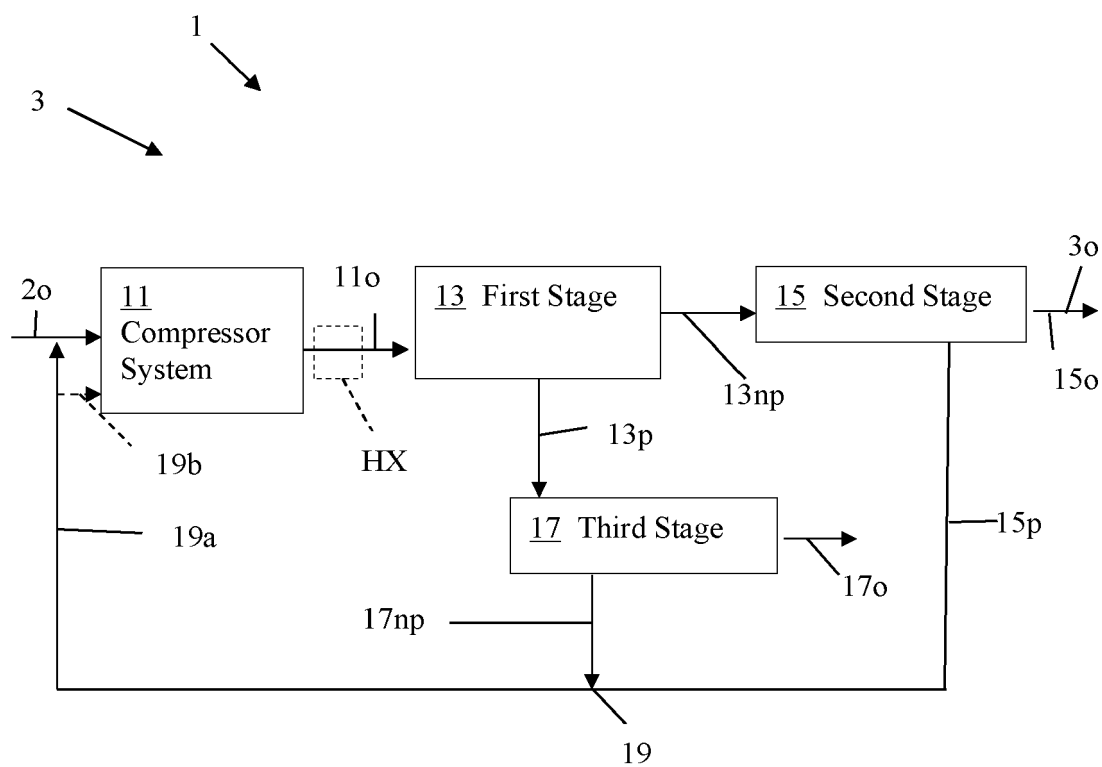 1
3
2o
11
Compressor
System
11o
13 First Stage
15 Second Stage
3o
15o
13np
13p
HX
19b
19a
17 Third Stage
17o
15p
17np
19